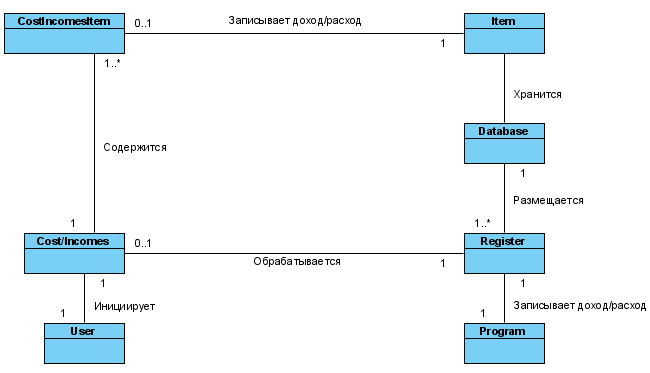 CostIncomesItem
0..1
Записывает доход/расход
1
Item
1..*
Хранится
Database
Содержится
1
Размещается
1
1..*
Cost/Incomes
0..1
Обрабатывается
1
Register
1
Инициирует
1
User
1
Записывает доход/расход
1
Program